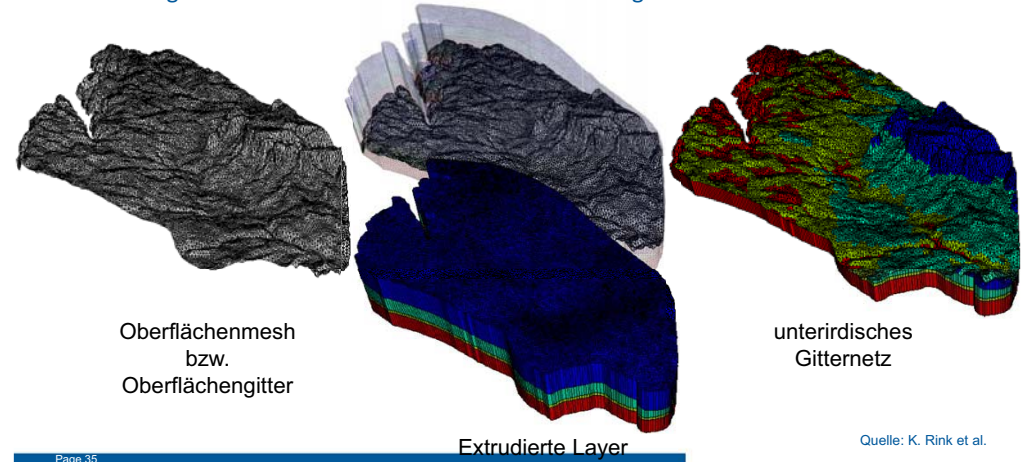 Oberflächenmesh
bzw.
Oberflächengitter
unterirdisches
Gitternetz
Extrudierte Layer
Quelle: K. Rink et al.
Page 35